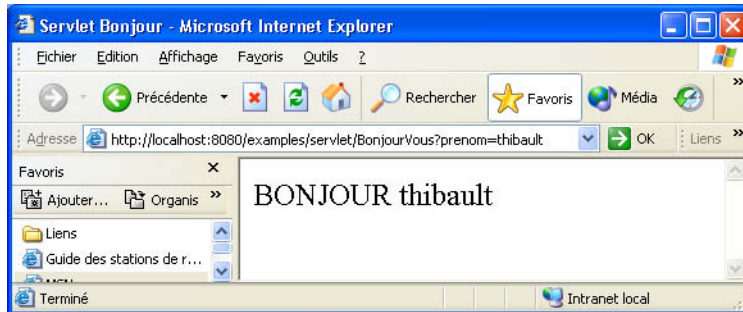 Servlet Bonjour - Microsoft Internet Explorer
Fichier Edition Affichage Favoris Outils ?
Précédente Rechercher Favoris Média »
Adresse http://localhost:8080/examples/servlet/BonjourVous?prenom=thibault OK Liens »
Favoris ×
Ajouter... Organis »
BONJOUR thibault
Liens
Guide des stations de r...
MSN
Terminé Intranet local